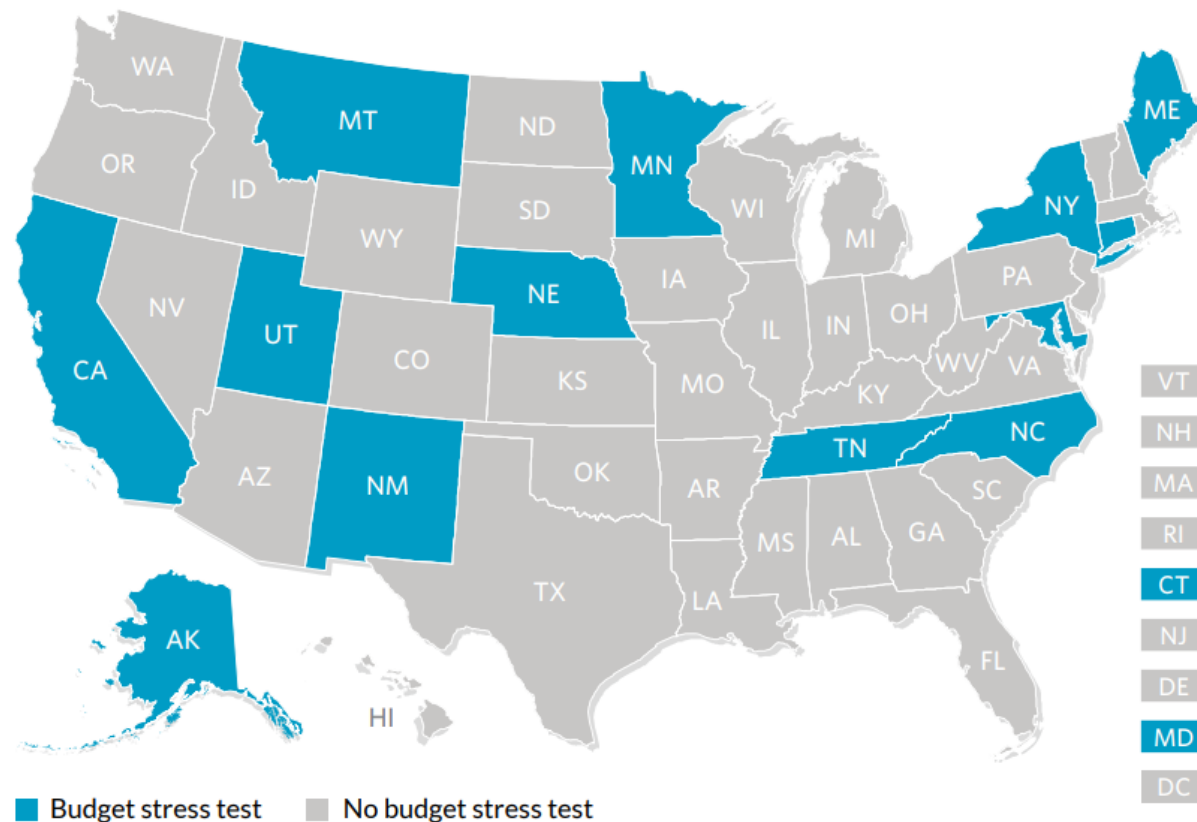 WA
MT
ND
MN
ME
OR
ID
SD
WI
NY
WY
MI
IA
PA
NE
NV
IL
IN
OH
UT
CO
WV
VA
CA
KS
MO
KY
VT
TN
NC
NH
AZ
NM
OK
AR
SC
MA
MS
AL
GA
RI
TX
LA
CT
AK
NJ
FL
DE
HI
MD
DC
Budget stress test No budget stress test